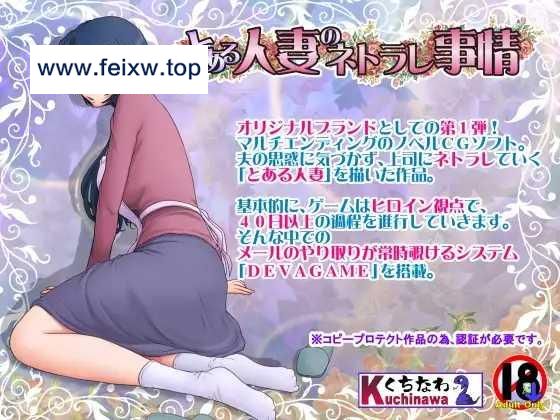 とある人妻のネトラレ事情
www.feixw.top
オリジナルブランドとしての第1弾！
マルチエンディングのノベルCGソフト。
夫の思惑に気づかず、上司にネトラレていく
「とある人妻」を描いた作品。
基本的に、ゲームはヒロイン視点で、
40日以上の過程を進行していきます。
そんな中での
メールのやり取りが常時覗けるシステム
「DEVAGAME」を搭載。
※コピープロテクト作品の為、認証が必要です。
くちなわ
Kuchinawa
18
Adult Only